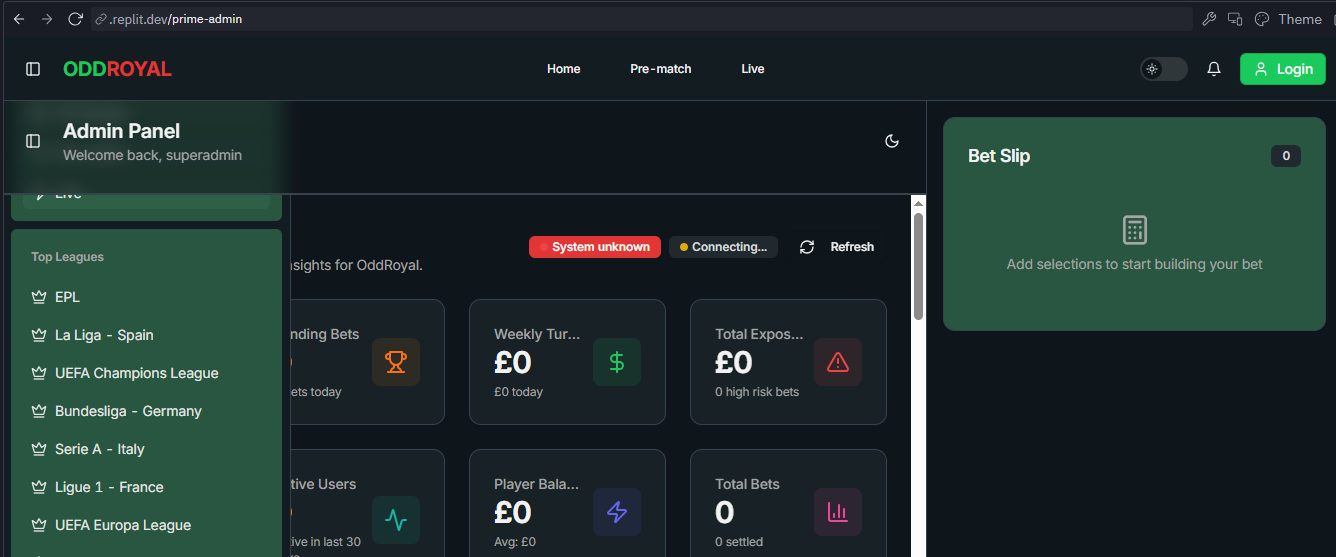 .replit.dev/prime-admin
Theme
ODDROYAL
Home
Pre-match
Live
Login
Admin Panel
Welcome back, superadmin
Live
Top Leagues
EPL
La Liga - Spain
UEFA Champions League
Bundesliga - Germany
Serie A - Italy
Ligue 1 - France
UEFA Europa League
System unknown
Connecting...
Refresh
nsights for OddRoyal.
nding Bets
ets today
Weekly Tur...
£0
£0 today
Total Expos...
£0
0 high risk bets
tive Users
tive in last 30
Player Bala...
£0
Avg: £0
Total Bets
0
0 settled
Bet Slip
0
Add selections to start building your bet